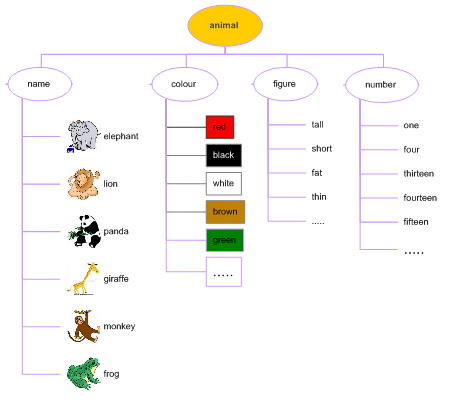 animal
name
colour
figure
number
elephant
lion
panda
giraffe
monkey
frog
red
black
white
brown
green
.....
tall
short
fat
thin
.....
one
four
thirteen
fourteen
fifteen
.....